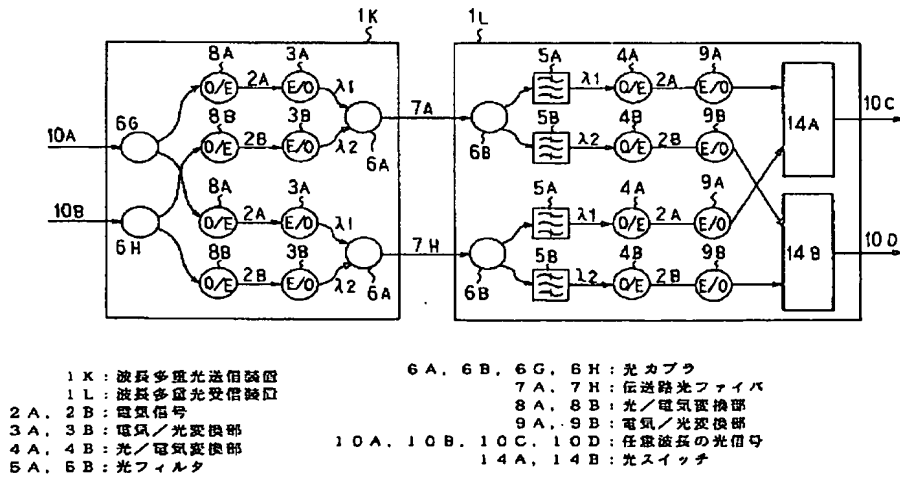 1K 1L
8A 3A 5A 4A 9A
O/E 2A E/O λ1 λ1 O/E 2A E/O
10A 6G 8B 3B 7A 5B 4B 9B 14A 10C
O/E 2B E/O λ2 6A 6B λ2 O/E 2B E/O
8A 3A 5A 4A 9A
10B O/E 2A E/O λ1 λ1 O/E 2A E/O
6H 8B 3B 7H 5B 4B 9B 14B 10D
O/E 2B E/O λ2 6A 6B λ2 O/E 2B E/O
1K:波長多重光送信装置
1L:波長多重光受信装置
2A, 2B:電気信号
3A, 3B:電気/光変換部
4A, 4B:光/電気変換部
5A, 5B:光フィルタ
6A, 6B, 6G, 6H:光カプラ
7A, 7H:伝送路光ファイバ
8A, 8B:光/電気変換部
9A, 9B:電気/光変換部
10A, 10B, 10C, 10D:任意波長の光信号
14A, 14B:光スイッチ